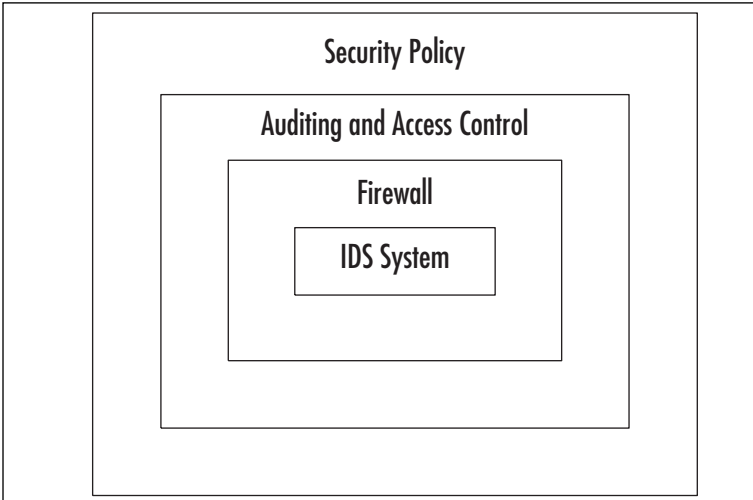 Security Policy
Auditing and Access Control
Firewall
IDS System